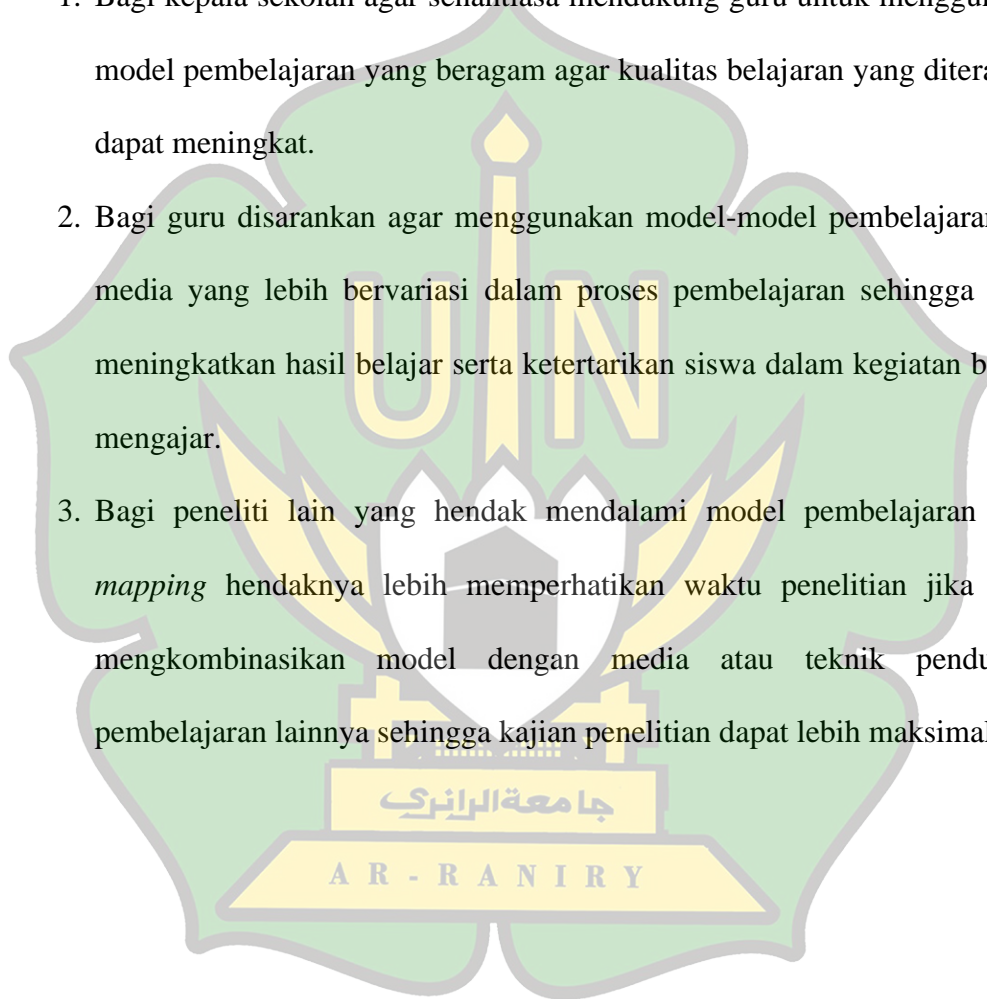 1. Bagi kepala sekolah agar senantiasa mendukung guru untuk menggun
model pembelajaran yang beragam agar kualitas belajaran yang ditera
dapat meningkat.
2. Bagi guru disarankan agar menggunakan model-model pembelajaran
media yang lebih bervariasi dalam proses pembelajaran sehingga
meningkatkan hasil belajar serta ketertarikan siswa dalam kegiatan b
mengajar.
3. Bagi peneliti lain yang hendak mendalami model pembelajaran
mapping hendaknya lebih memperhatikan waktu penelitian jika
mengkombinasikan model dengan media atau teknik pendu
pembelajaran lainnya sehingga kajian penelitian dapat lebih maksimal
UIN
جامعة الرانري
AR-RANIRY